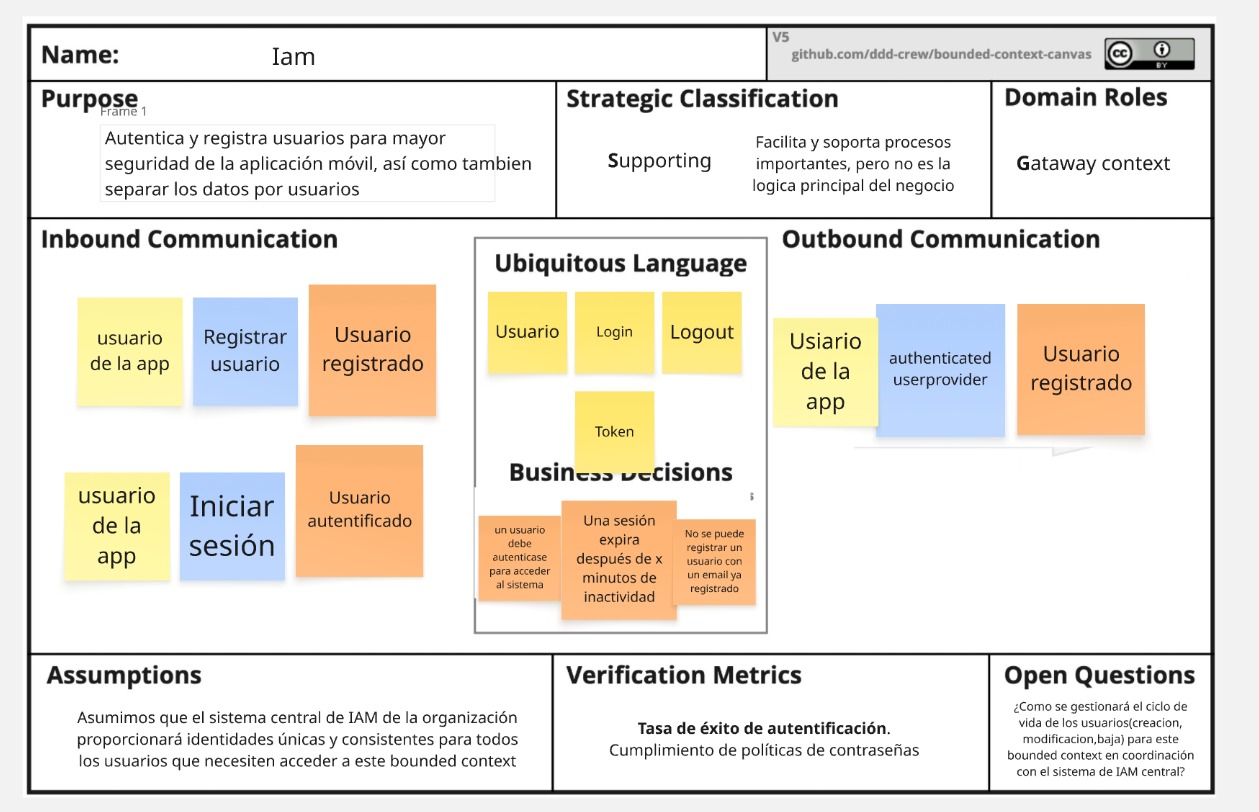 Name:
Iam
V5
github.com/ddd-crew/bounded-context-canvas
cc
BY
Purpose
Frame 1
Autentica y registra usuarios para mayor
seguridad de la aplicación móvil, así como tambien
separar los datos por usuarios
Strategic Classification
Supporting
Facilita y soporta procesos
importantes, pero no es la
logica principal del negocio
Domain Roles
Gataway context
Inbound Communication
usuario
de la app
Registrar
usuario
Usuario
registrado
usuario
de la
app
Iniciar
sesión
Usuario
autentificado
Ubiquitous Language
Usuario
Login
Logout
Token
Business Decisions
un usuario
debe
autenticase
para acceder
al sistema
Una sesión
expira
después de x
minutos de
inactividad
No se puede
registrar un
usuario con
un email ya
registrado
Outbound Communication
Usiario
de la
app
authenticated
userprovider
Usuario
registrado
Assumptions
Asumimos que el sistema central de IAM de la organización
proporcionará identidades únicas y consistentes para todos
los usuarios que necesiten acceder a este bounded context
Verification Metrics
Tasa de éxito de autentificación.
Cumplimiento de políticas de contraseñas
Open Questions
¿Como se gestionará el ciclo de
vida de los usuarios(creacion,
modificacion,baja) para este
bounded context en coordinación
con el sistema de IAM central?